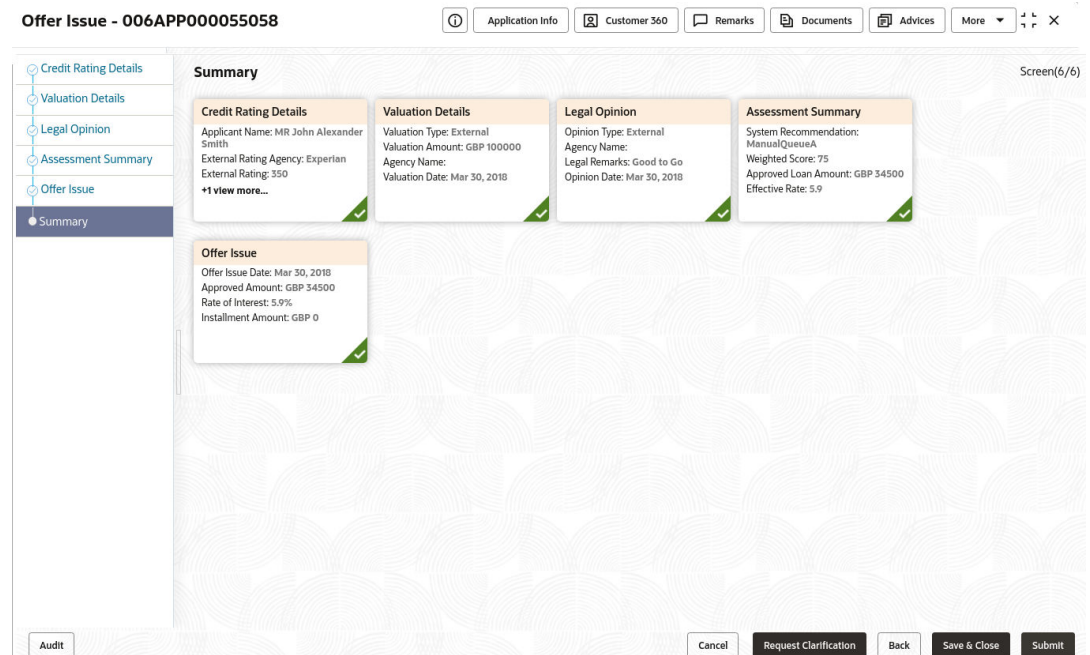 Offer Issue - 006APP000055058
Application Info
Customer 360
Remarks
Documents
Advices
More
Credit Rating Details
Valuation Details
Legal Opinion
Assessment Summary
Offer Issue
Summary
Summary
Screen(6/6)
Credit Rating Details
Applicant Name: MR John Alexander
Smith
External Rating Agency: Experian
External Rating: 350
+1 view more...
Valuation Details
Valuation Type: External
Valuation Amount: GBP 100000
Agency Name:
Valuation Date: Mar 30, 2018
Legal Opinion
Opinion Type: External
Agency Name:
Legal Remarks: Good to Go
Opinion Date: Mar 30, 2018
Assessment Summary
System Recommendation:
ManualQueueA
Weighted Score: 75
Approved Loan Amount: GBP 34500
Effective Rate: 5.9
Offer Issue
Offer Issue Date: Mar 30, 2018
Approved Amount: GBP 34500
Rate of Interest: 5.9%
Installment Amount: GBP 0
Audit
Cancel
Request Clarification
Back
Save & Close
Submit